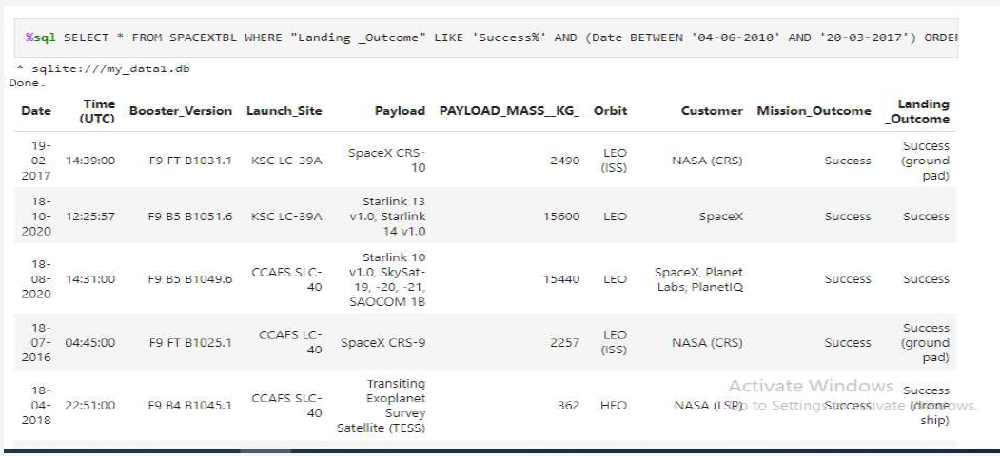 %sql SELECT * FROM SPACEXTBL WHERE "Landing _Outcome" LIKE 'Success%' AND (Date BETWEEN '04-06-2010' AND '20-03-2017') ORDE
* sqlite:///my_data1.db
Done.
Date Time (UTC) Booster_Version Launch_Site Payload PAYLOAD_MASS__KG_ Orbit Customer Mission_Outcome Landing _Outcome
19-02-2017 14:39:00 F9 FT B1031.1 KSC LC-39A SpaceX CRS-10 2490 LEO (ISS) NASA (CRS) Success Success (ground pad)
18-10-2020 12:25:57 F9 B5 B1051.6 KSC LC-39A Starlink 13 v1.0, Starlink 14 v1.0 15600 LEO SpaceX Success Success
18-08-2020 14:31:00 F9 B5 B1049.6 CCAFS SLC-40 Starlink 10 v1.0, SkySat-19, -20, -21, SAOCOM 1B 15440 LEO SpaceX, Planet Labs, PlanetIQ Success Success
18-07-2016 04:45:00 F9 FT B1025.1 CCAFS LC-40 SpaceX CRS-9 2257 LEO (ISS) NASA (CRS) Success Success (ground pad)
18-04-2018 22:51:00 F9 B4 B1045.1 CCAFS SLC-40 Transiting Exoplanet Survey Satellite (TESS) 362 HEO NASA (LSP) Success Success (drone ship)
Activate Windows
Go to Settings to activate Windows.